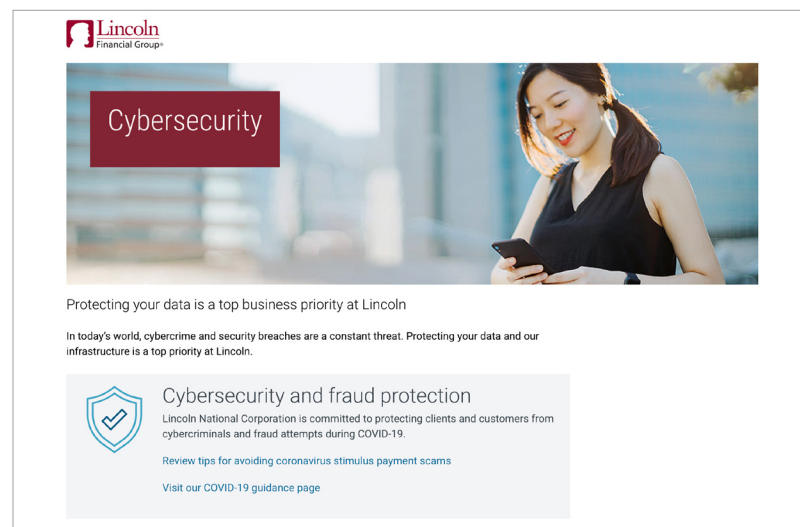 Lincoln
Financial Group®
Cybersecurity
Protecting your data is a top business priority at Lincoln
In today's world, cybercrime and security breaches are a constant threat. Protecting your data and our
infrastructure is a top priority at Lincoln.
Cybersecurity and fraud protection
Lincoln National Corporation is committed to protecting clients and customers from
cybercriminals and fraud attempts during COVID-19.
Review tips for avoiding coronavirus stimulus payment scams
Visit our COVID-19 guidance page